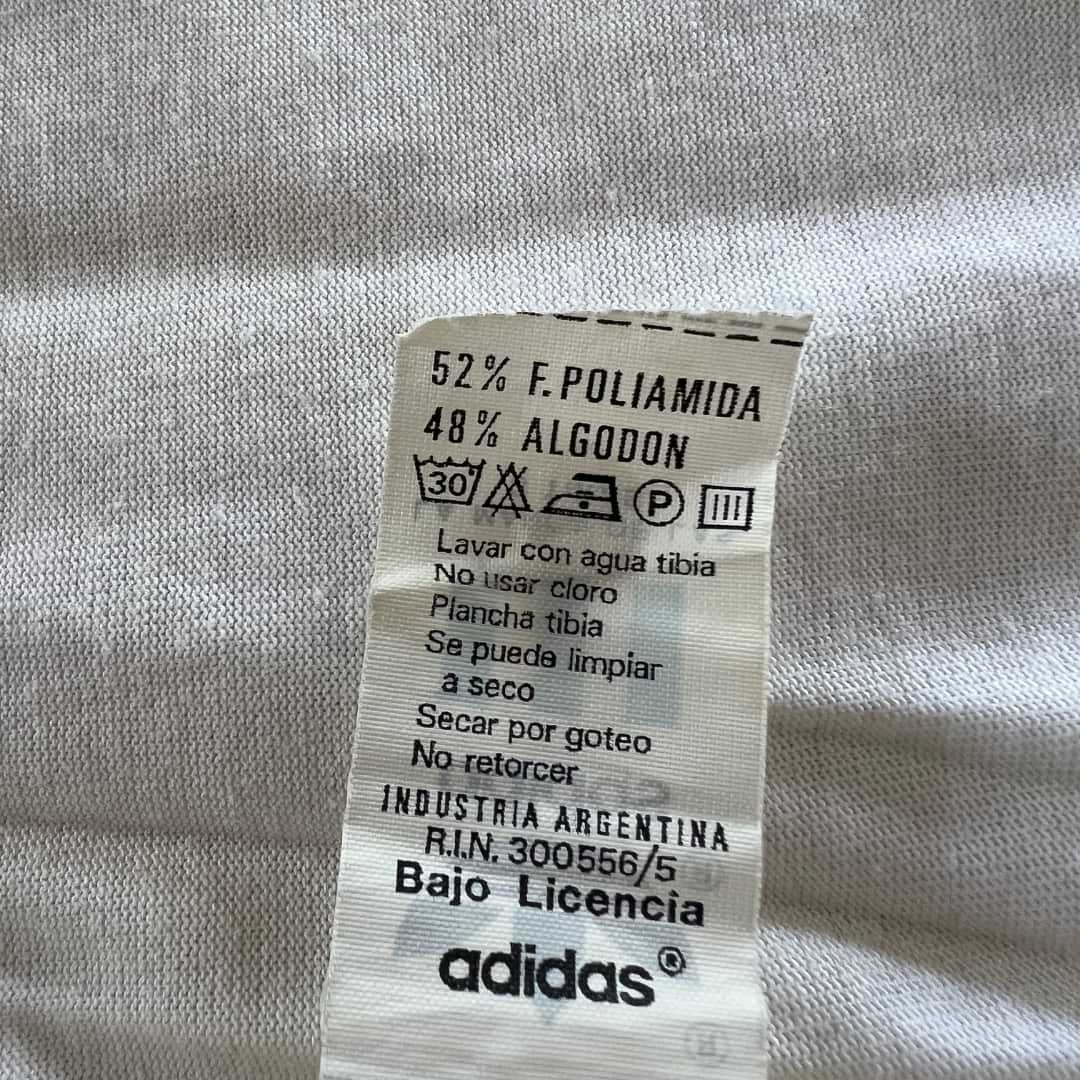 52% F. POLIAMIDA
48% ALGODON
30 P
Lavar con agua tibia
No usar cloro
Plancha tibia
Se puede limpiar
a seco
Secar por goteo
No retorcer
INDUSTRIA ARGENTINA
R.I.N. 300556/5
Bajo Licencia
adidas®